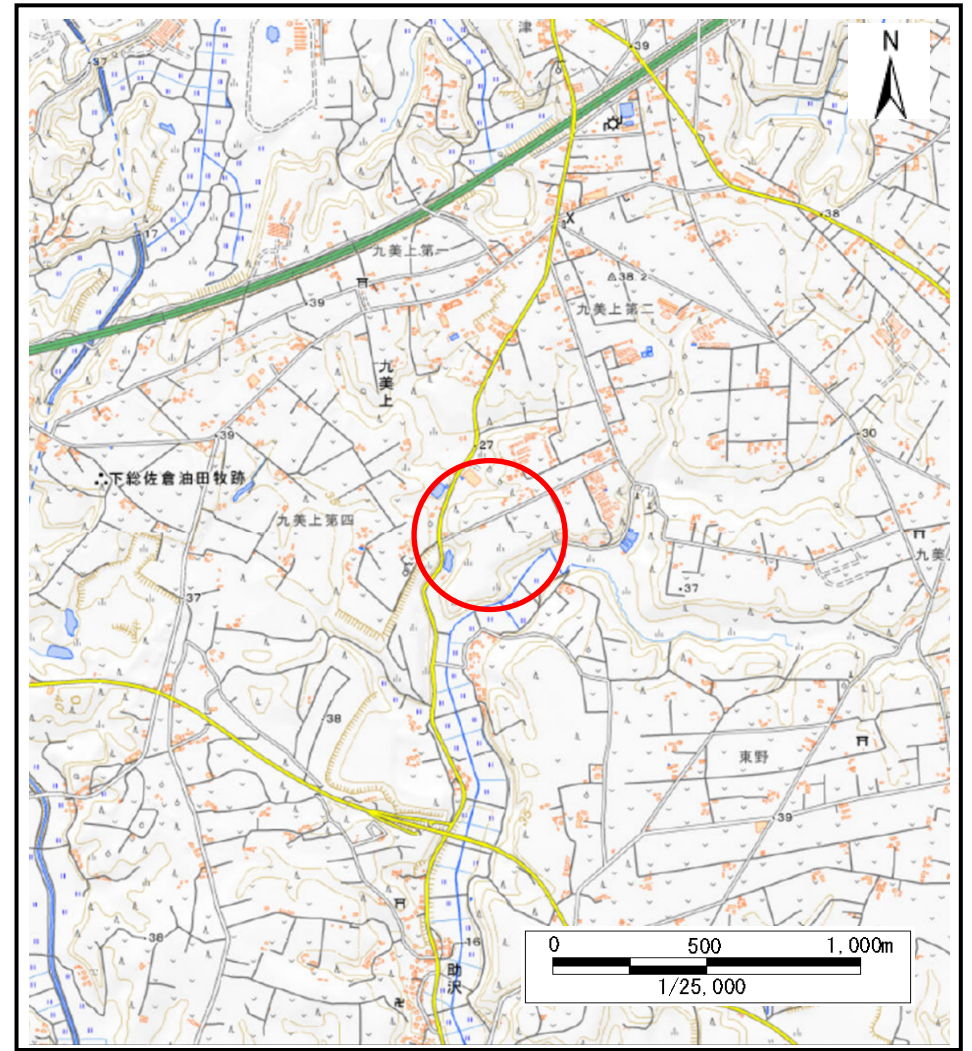 津
39
37
N
17
38
九美上第一
38.2
39
九美上第二
九美上
39
27
30
下総佐倉油田牧跡
九美上第四
九美
37
37
38
東野
39
38
16
助沢
0 500 1,000m
1/25,000